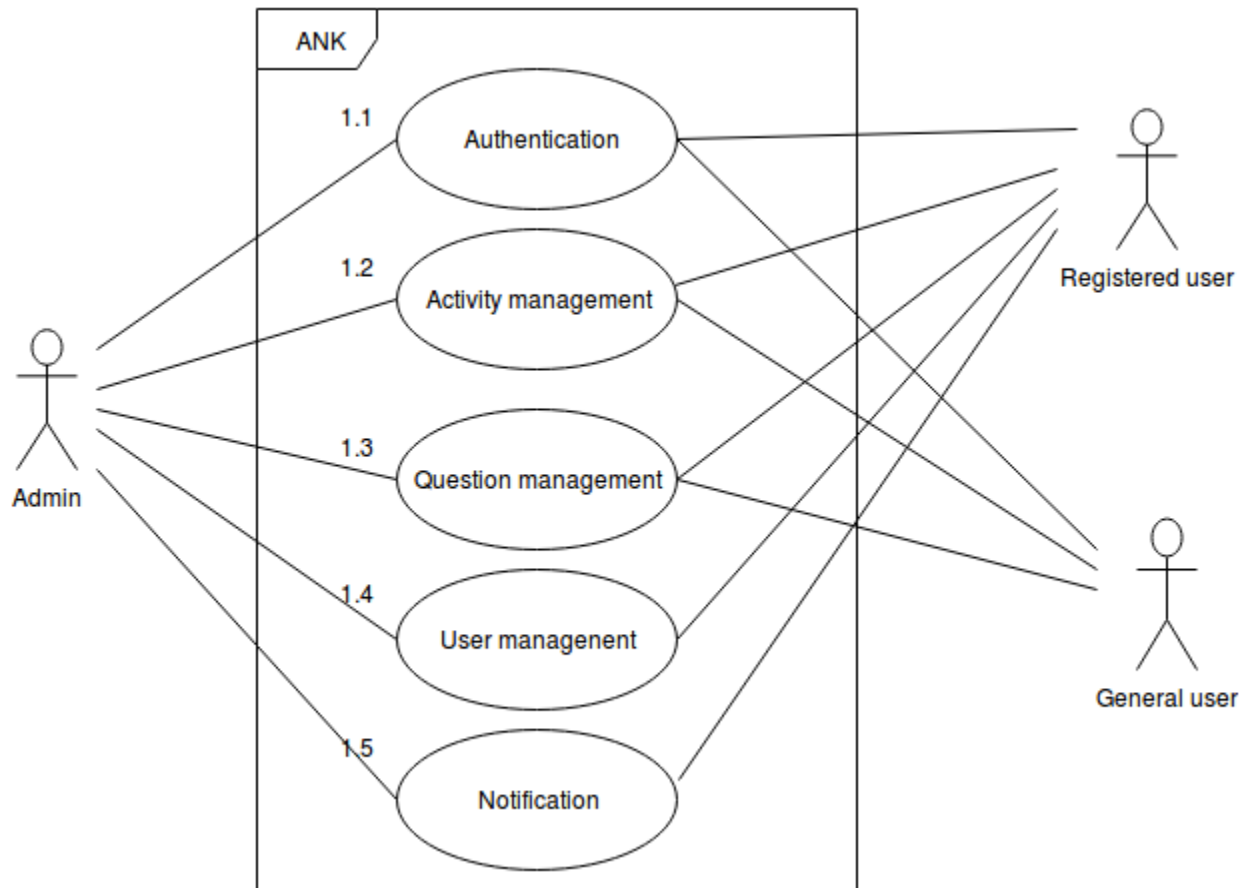 ANK
1.1
Authentication
Registered user
1.2
Activity management
Admin
1.3
Question management
1.4
User managenent
General user
1.5
Notification